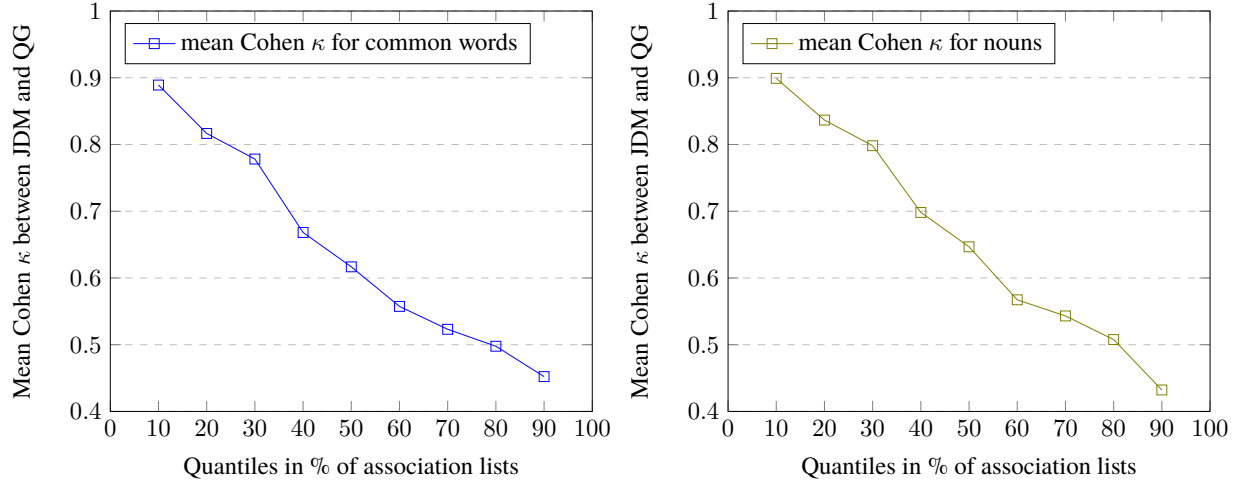 Mean Cohen κ between JDM and QG
1
0.9
0.8
0.7
0.6
0.5
0.4
mean Cohen κ for common words
0 10 20 30 40 50 60 70 80 90 100
Quantiles in % of association lists
Mean Cohen κ between JDM and QG
1
0.9
0.8
0.7
0.6
0.5
0.4
mean Cohen κ for nouns
0 10 20 30 40 50 60 70 80 90 100
Quantiles in % of association lists